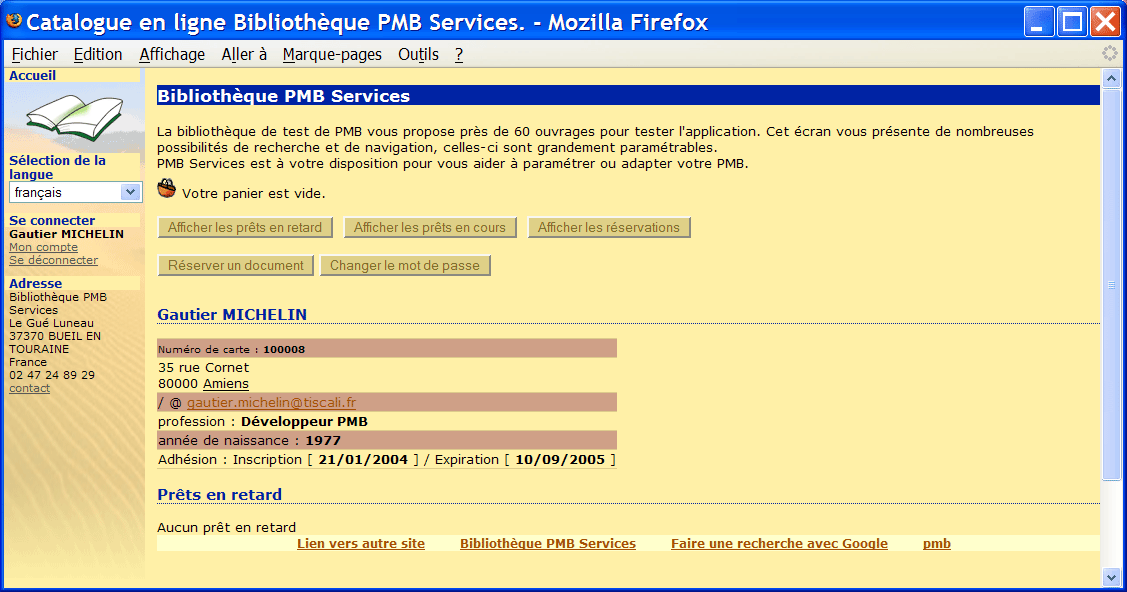 Catalogue en ligne Bibliothèque PMB Services. - Mozilla Firefox
Fichier Edition Affichage Aller à Marque-pages Outils ?
Accueil
Sélection de la
langue
français
Se connecter
Gautier MICHELIN
Mon compte
Se déconnecter
Adresse
Bibliothèque PMB
Services
Le Gué Luneau
37370 BUEIL EN
TOURAINE
France
02 47 24 89 29
contact
Bibliothèque PMB Services
La bibliothèque de test de PMB vous propose près de 60 ouvrages pour tester l'application. Cet écran vous présente de nombreuses
possibilités de recherche et de navigation, celles-ci sont grandement paramétrables.
PMB Services est à votre disposition pour vous aider à paramétrer ou adapter votre PMB.
Votre panier est vide.
Afficher les prêts en retard Afficher les prêts en cours Afficher les réservations
Réserver un document Changer le mot de passe
Gautier MICHELIN
Numéro de carte : 100008
35 rue Cornet
80000 Amiens
/ @ gautier.michelin@tiscali.fr
profession : Développeur PMB
année de naissance : 1977
Adhésion : Inscription [ 21/01/2004 ] / Expiration [ 10/09/2005 ]
Prêts en retard
Aucun prêt en retard
Lien vers autre site Bibliothèque PMB Services Faire une recherche avec Google pmb